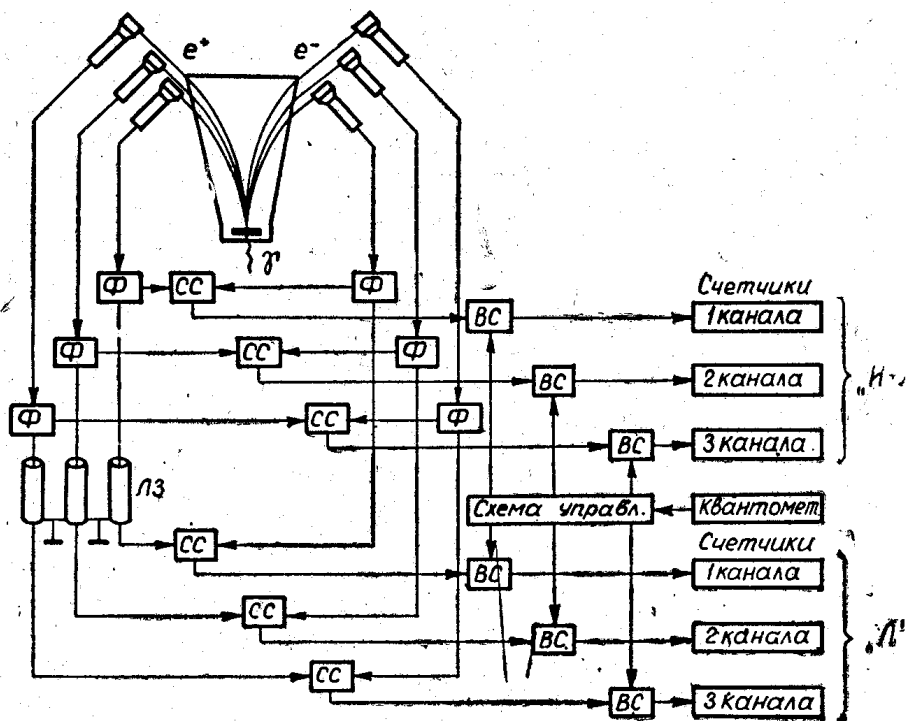 e⁺ e⁻
γ
Ф СС Ф
Счетчики
ВС 1 канала
Ф СС Ф
ВС 2 канала
„И"
Ф СС Ф
ВС 3 канала
ЛЗ
Схема управл. Квантомет
СС
Счетчики
ВС 1 канала
СС
ВС. 2 канала
„Л"
СС
ВС 3 канала